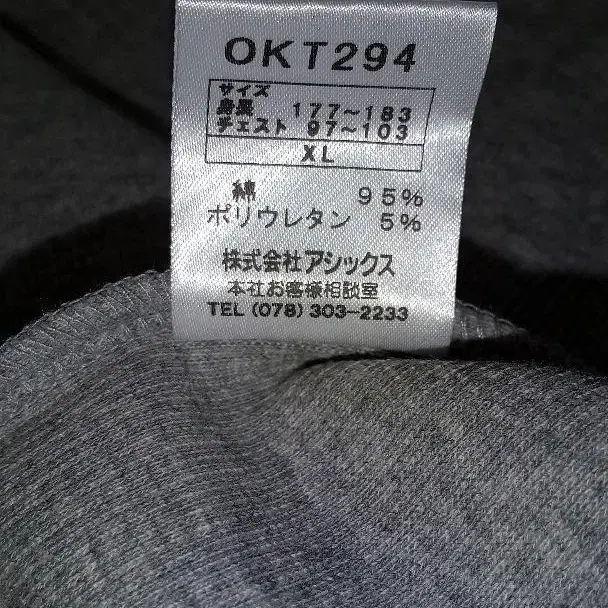 OKT294
サイズ
身長 177~183
チェスト 97~103
XL
綿 95%
ポリウレタン 5%
株式会社アシックス
本社お客様相談室
TEL (078) 303-2233